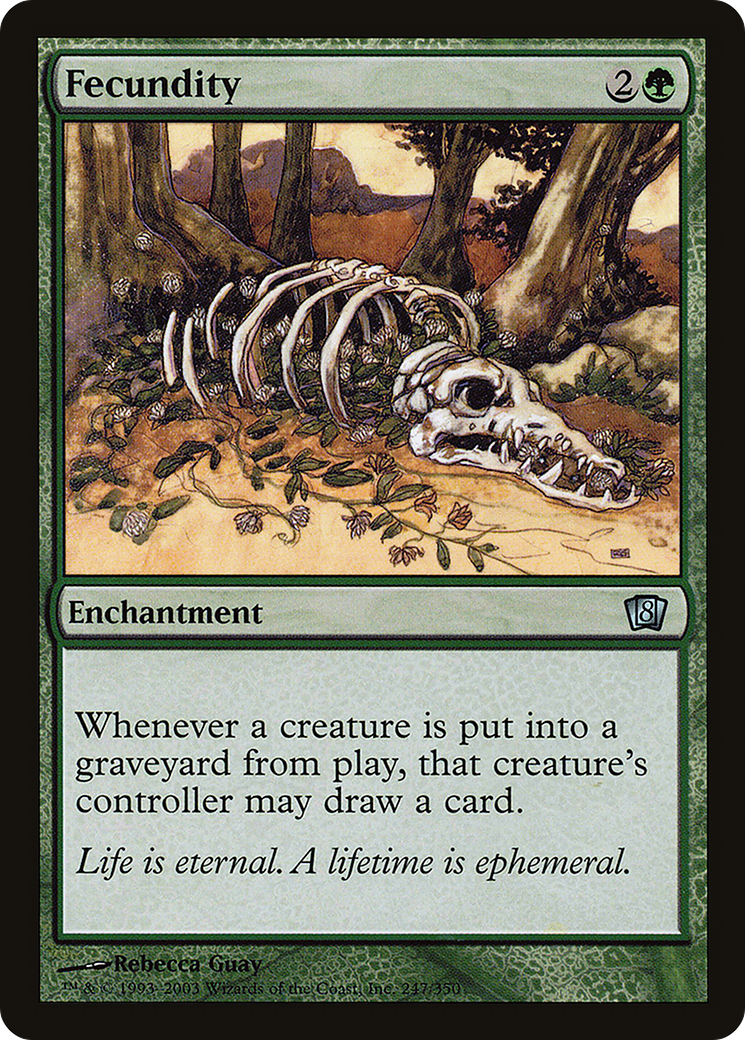 Fecundity 2
Enchantment 8
Whenever a creature is put into a
graveyard from play, that creature's
controller may draw a card.
Life is eternal. A lifetime is ephemeral.
Rebecca Guay
™ & © 1993-2003 Wizards of the Coast, Inc. 247/350